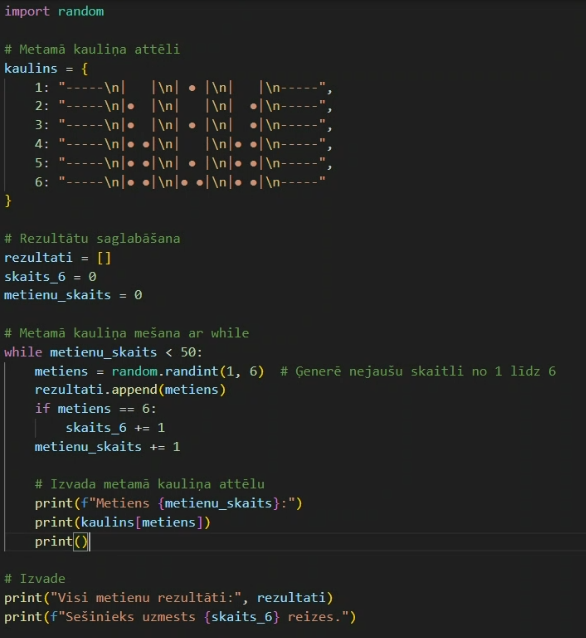 import random

# Metamā kauliņa attēli
kaulins = {
    1: "-----\n|   |\n| ● |\n|   |\n-----",
    2: "-----\n|●  |\n|   |\n|  ●|\n-----",
    3: "-----\n|●  |\n| ● |\n|  ●|\n-----",
    4: "-----\n|● ●|\n|   |\n|● ●|\n-----",
    5: "-----\n|● ●|\n| ● |\n|● ●|\n-----",
    6: "-----\n|● ●|\n|● ●|\n|● ●|\n-----"
}

# Rezultātu saglabāšana
rezultati = []
skaits_6 = 0
metienu_skaits = 0

# Metamā kauliņa mešana ar while
while metienu_skaits < 50:
    metiens = random.randint(1, 6)  # Ģenerē nejaušu skaitli no 1 līdz 6
    rezultati.append(metiens)
    if metiens == 6:
        skaits_6 += 1
    metienu_skaits += 1

    # Izvada metamā kauliņa attēlu
    print(f"Metiens {metienu_skaits}:")
    print(kaulins[metiens])
    print()

# Izvade
print("Visi metienu rezultāti:", rezultati)
print(f"Sešinieks uzmests {skaits_6} reizes.")